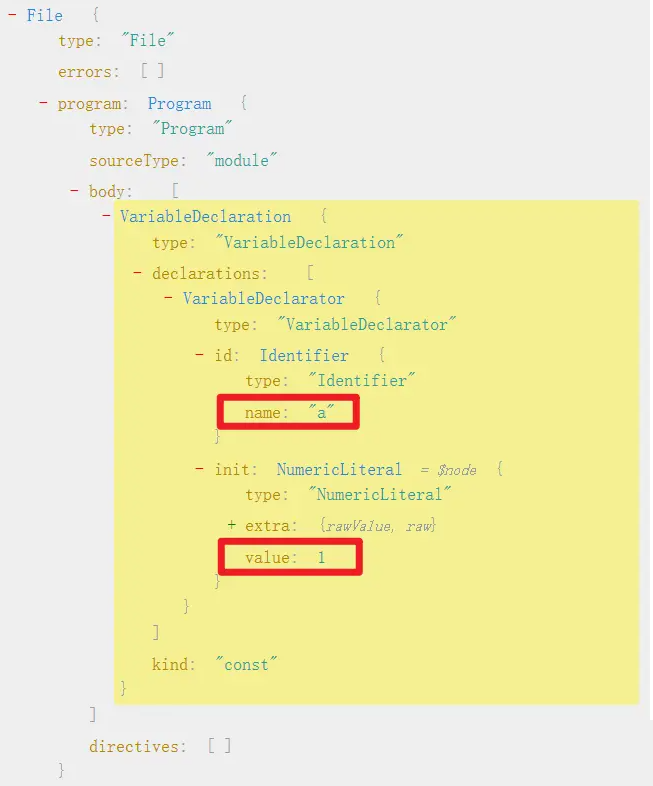 - File {
type: "File"
errors: [ ]
- program: Program {
type: "Program"
sourceType: "module"
- body: [
- VariableDeclaration {
type: "VariableDeclaration"
- declarations: [
- VariableDeclarator {
type: "VariableDeclarator"
- id: Identifier {
type: "Identifier"
name: "a"
}
- init: NumericLiteral = $node {
type: "NumericLiteral"
+ extra: {rawValue, raw}
value: 1
}
}
]
kind: "const"
}
]
directives: [ ]
}